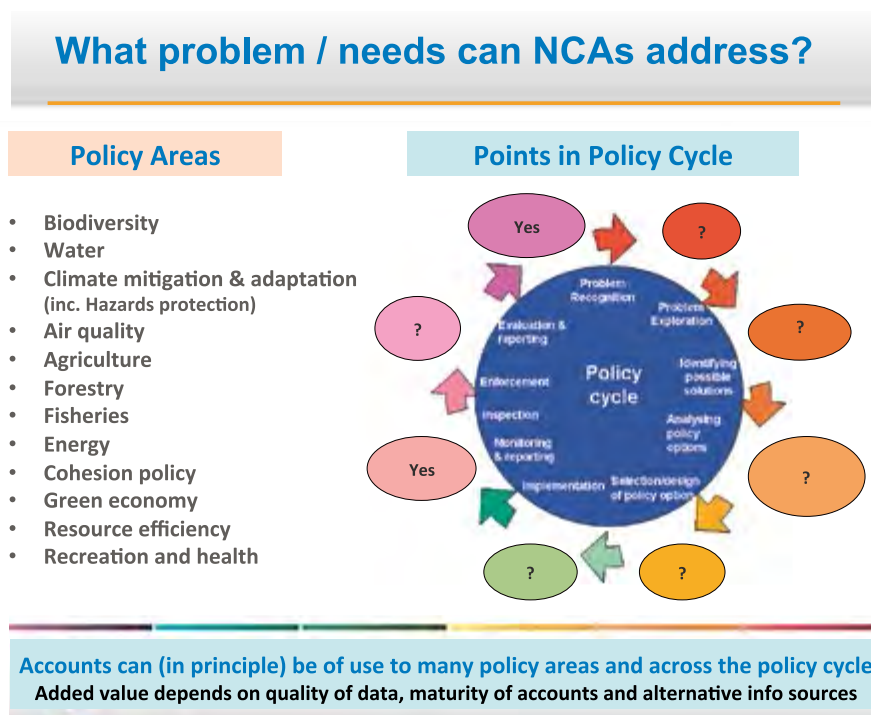 What problem / needs can NCAs address?
Policy Areas
• Biodiversity
• Water
• Climate mitigation & adaptation
(inc. Hazards protection)
• Air quality
• Agriculture
• Forestry
• Fisheries
• Energy
• Cohesion policy
• Green economy
• Resource efficiency
• Recreation and health
Points in Policy Cycle
Yes
?
?
?
?
?
Yes
?
Policy
cycle
Problem
Recognition
Problem
Exploration
Identifying
possible
solutions
Analysing
policy
options
Selection/design
of policy option
Implementation
Monitoring
& reporting
Inspection
Enforcement
Evaluation &
reporting
Accounts can (in principle) be of use to many policy areas and across the policy cycle
Added value depends on quality of data, maturity of accounts and alternative info sources